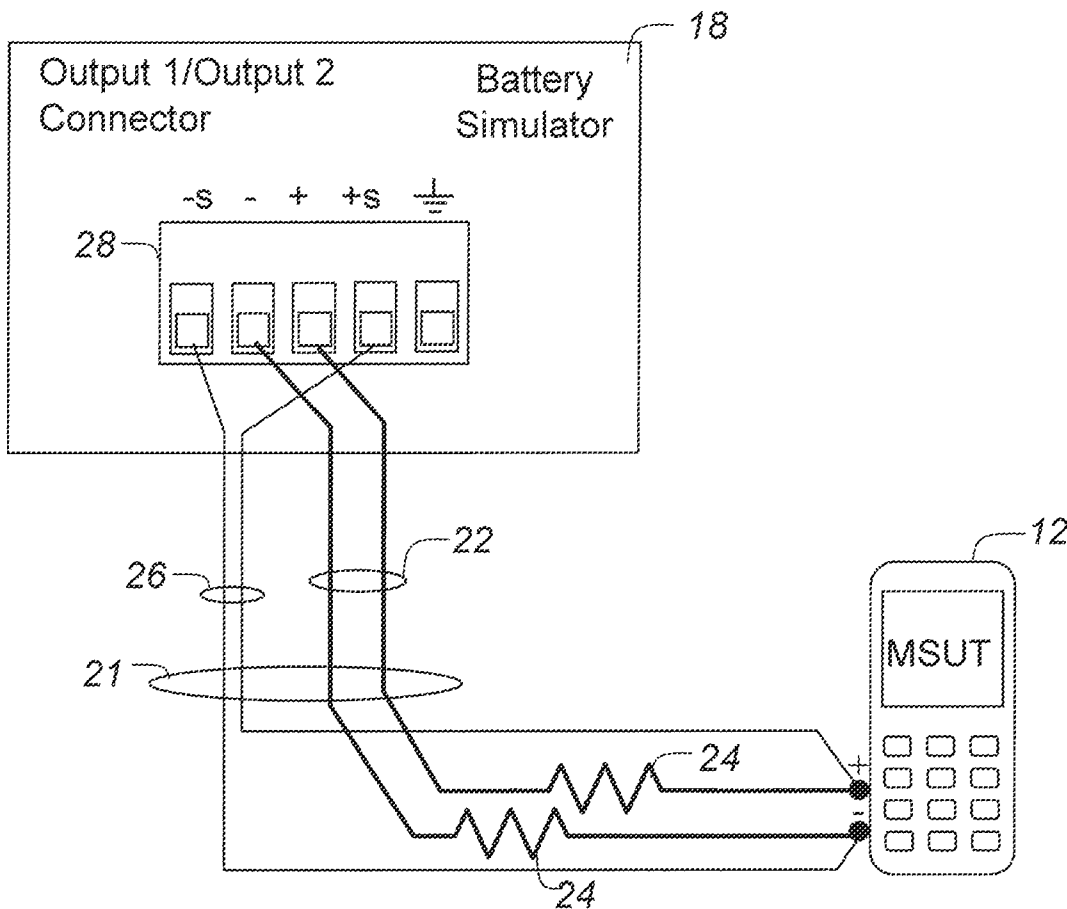 18
Output 1/Output 2
Connector
Battery
Simulator
-s - + +s
28
22
12
26
MSUT
21
24
+
-
24